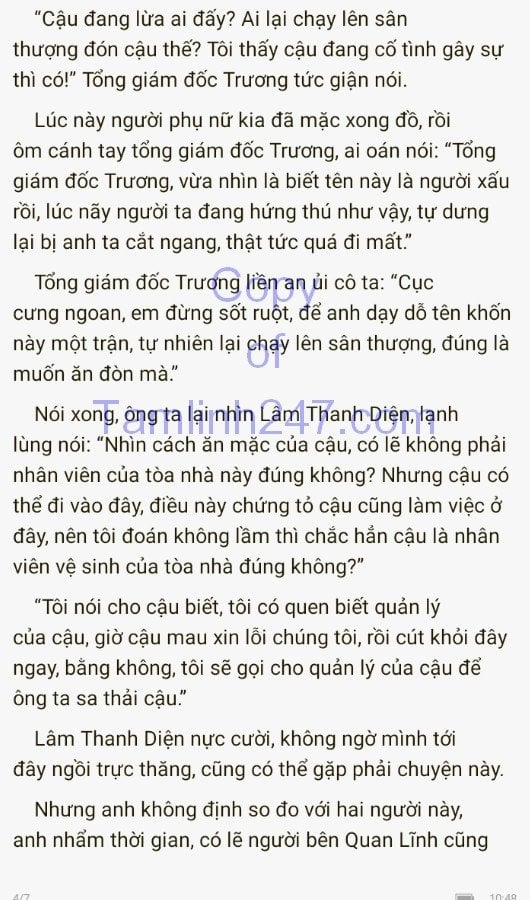 “Cậu đang lừa ai đấy? Ai lại chạy lên sân
thượng đón cậu thế? Tôi thấy cậu đang cố tình gây sự
thì có!” Tổng giám đốc Trương tức giận nói.
Lúc này người phụ nữ kia đã mặc xong đồ, rồi
ôm cánh tay tổng giám đốc Trương, ai oán nói: “Tổng
giám đốc Trương, vừa nhìn là biết tên này là người xấu
rồi, lúc nãy người ta đang hứng thú như vậy, tự dưng
lại bị anh ta cắt ngang, thật tức quá đi mất.”
Tổng giám đốc Trương liền an ủi cô ta: “Cục
cưng ngoan, em đừng sốt ruột, để anh dạy dỗ tên khốn
này một trận, tự nhiên lại chạy lên sân thượng, đúng là
muốn ăn đòn mà.”
Nói xong, ông ta lại nhìn Lâm Thanh Diện, lạnh
lùng nói: “Nhìn cách ăn mặc của cậu, có lẽ không phải
nhân viên của tòa nhà này đúng không? Nhưng cậu có
thể đi vào đây, điều này chứng tỏ cậu cũng làm việc ở
đây, nên tôi đoán không lầm thì chắc hẳn cậu là nhân
viên vệ sinh của tòa nhà đúng không?”
“Tôi nói cho cậu biết, tôi có quen biết quản lý
của cậu, giờ cậu mau xin lỗi chúng tôi, rồi cút khỏi đây
ngay, bằng không, tôi sẽ gọi cho quản lý của cậu để
ông ta sa thải cậu.”
Lâm Thanh Diện nực cười, không ngờ mình tới
đây ngồi trực thăng, cũng có thể gặp phải chuyện này.
Nhưng anh không định so đo với hai người này,
anh nhẩm thời gian, có lẽ người bên Quan Lĩnh cũng
Copy
of
Tamlinh247.com
4/7
10:48